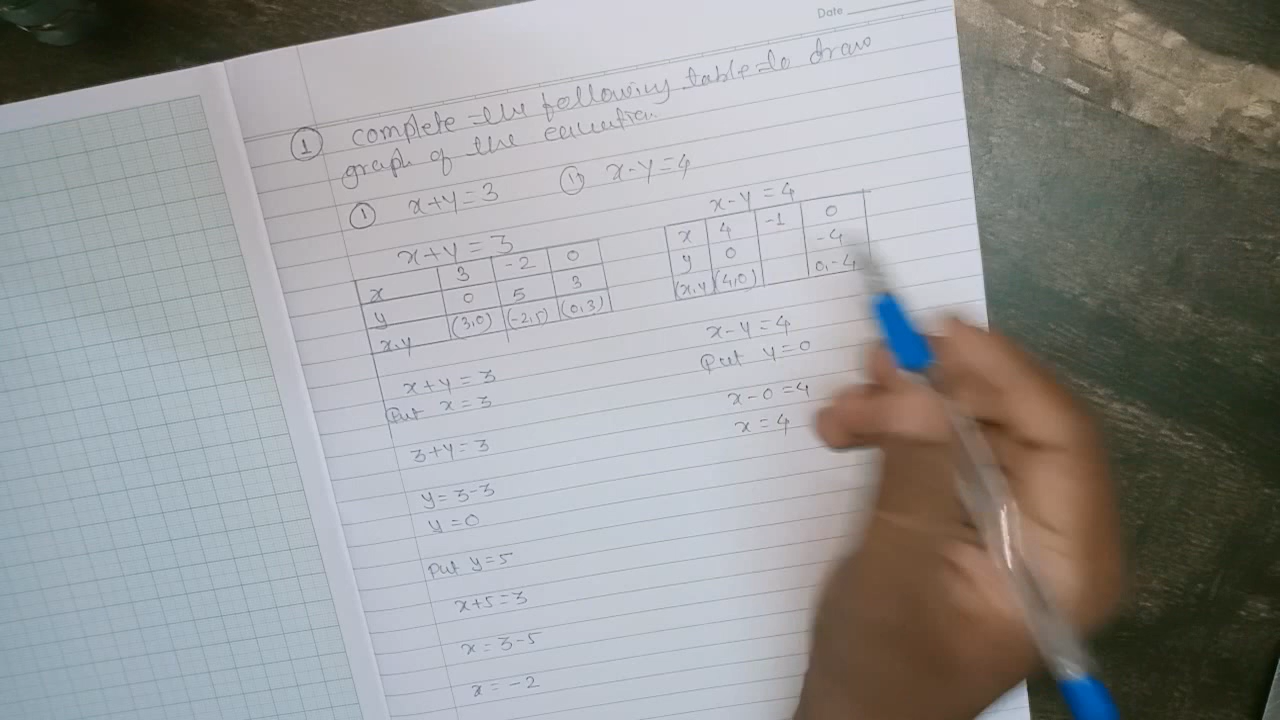 Date
① complete the following table to draw
graph of the equation
① x+y=3 ⑪ x-y=4
x+y=3
x 3 -2 0
y 0 5 3
x.y (3,0) (-2,5) (0,3)
x+y=3
Put x=3
3+y=3
y=3-3
y=0
Put y=5
x+5=3
x=3-5
x=-2
x-y=4
x 4 -1 0
y 0 -4
(x,y) (4,0) 0,-4
x-y=4
Put y=0
x-0=4
x=4